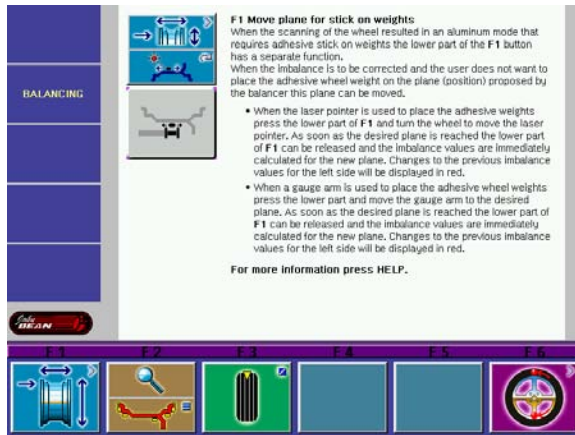 F1 Move plane for stick on weights
When the scanning of the wheel resulted in an aluminum mode that
requires adhesive stick on weights the lower part of the F1 button
has a separate function.
When the imbalance is to be corrected and the user does not want to
place the adhesive wheel weight on the plane (position) proposed by
the balancer this plane can be moved.
BALANCING
• When the laser pointer is used to place the adhesive weights
press the lower part of F1 and turn the wheel to move the laser
pointer. As soon as the desired plane is reached the lower part
of F1 can be released and the imbalance values are immediately
calculated for the new plane. Changes to the previous imbalance
values for the left side will be displayed in red.
• When a gauge arm is used to place the adhesive wheel weights
press the lower part and move the gauge arm to the desired
plane. As soon as the desired plane is reached the lower part of
F1 can be released and the imbalance values are immediately
calculated for the new plane. Changes to the previous imbalance
values for the left side will be displayed in red.
For more information press HELP.
John
BEAN
F1 F2 F3 F4 F5 F6